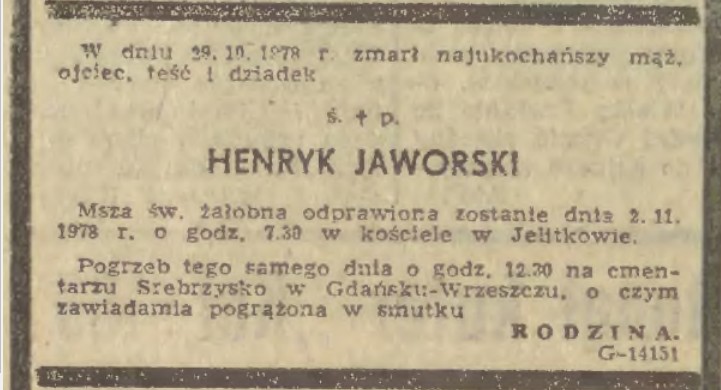 W dniu 29. 10. 1978 r. zmarł najukochańszy mąż,
ojciec, teść i dziadek
ś. † p.
HENRYK JAWORSKI
Msza św. żałobna odprawiona zostanie dnia 2. 11.
1978 r. o godz. 7.30 w kościele w Jelitkowie.
Pogrzeb tego samego dnia o godz. 12.30 na cmen-
tarzu Srebrzysko w Gdańsku-Wrzeszczu, o czym
zawiadamia pogrążona w smutku
RODZINA.
G-14151